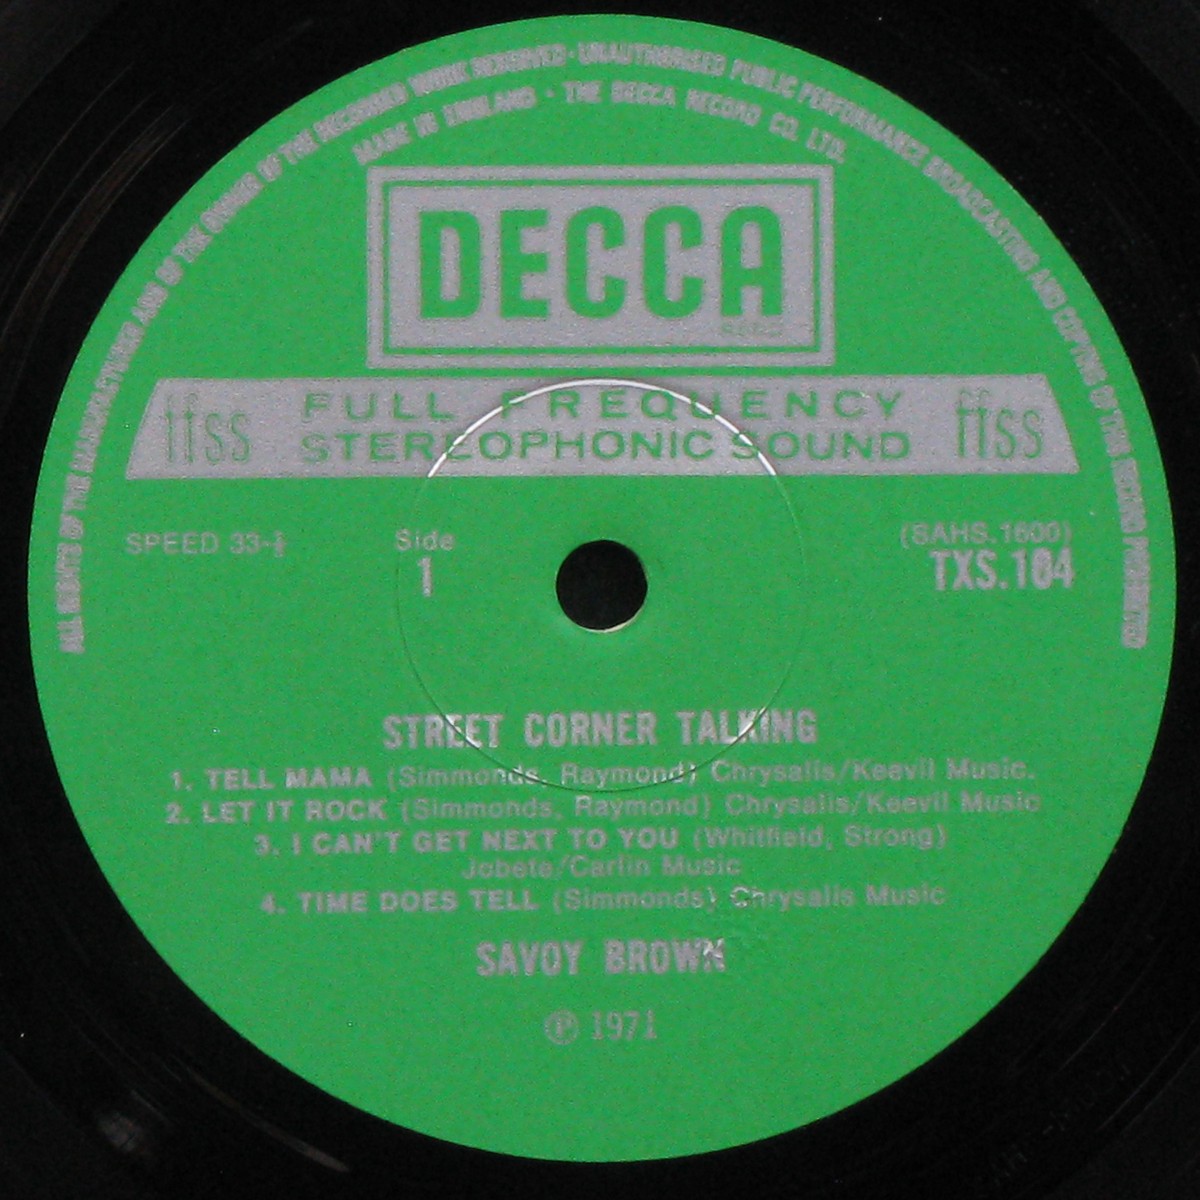 ALL RIGHTS OF THE MANUFACTURER AND OF THE OWNER OF THE RECORDED WORK RESERVED · UNAUTHORISED PUBLIC PERFORMANCE BROADCASTING AND COPYING OF THIS RECORD PROHIBITED
MADE IN ENGLAND · THE DECCA RECORD CO. LTD.
DECCA
REGD
ffss FULL FREQUENCY ffss
STEREOPHONIC SOUND
SPEED 33-⅓ Side (SAHS.1600)
1 TXS.104
STREET CORNER TALKING
1. TELL MAMA (Simmonds, Raymond) Chrysalis/Keevil Music.
2. LET IT ROCK (Simmonds, Raymond) Chrysalis/Keevil Music
3. I CAN'T GET NEXT TO YOU (Whitfield, Strong)
Jobete/Carlin Music
4. TIME DOES TELL (Simmonds) Chrysalis Music
SAVOY BROWN
℗ 1971